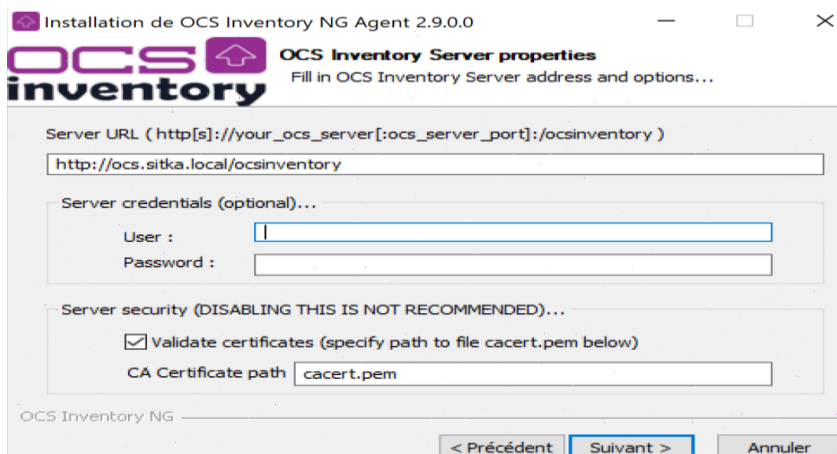 Installation de OCS Inventory NG Agent 2.9.0.0
OCS
inventory
OCS Inventory Server properties
Fill in OCS Inventory Server address and options...
Server URL ( http[s]://your_ocs_server[:ocs_server_port]:/ocsinventory )
http://ocs.sitka.local/ocsinventory
Server credentials (optional)...
User :
Password :
Server security (DISABLING THIS IS NOT RECOMMENDED)...
Validate certificates (specify path to file cacert.pem below)
CA Certificate path cacert.pem
OCS Inventory NG
< Précédent Suivant > Annuler